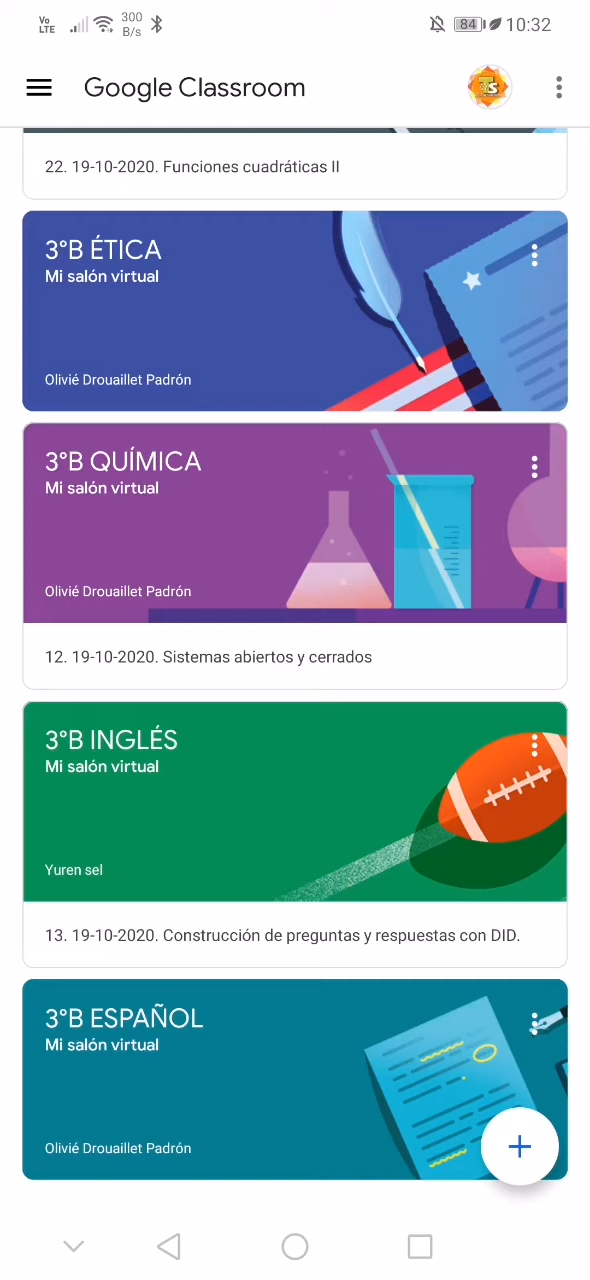 Vo LTE 300 B/s 84 10:32
Google Classroom
22. 19-10-2020. Funciones cuadráticas II
3°B ÉTICA
Mi salón virtual
Olivié Drouaillet Padrón
3°B QUÍMICA
Mi salón virtual
Olivié Drouaillet Padrón
12. 19-10-2020. Sistemas abiertos y cerrados
3°B INGLÉS
Mi salón virtual
Yuren sel
13. 19-10-2020. Construcción de preguntas y respuestas con DID.
3°B ESPAÑOL
Mi salón virtual
Olivié Drouaillet Padrón